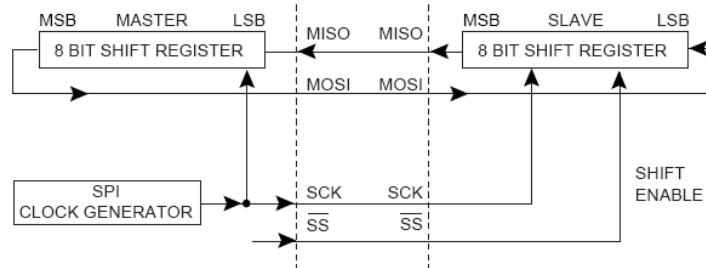 MSB MASTER LSB MISO MISO MSB SLAVE LSB
8 BIT SHIFT REGISTER 8 BIT SHIFT REGISTER
MOSI MOSI
SPI
CLOCK GENERATOR
SCK SCK
SS SS
SHIFT
ENABLE